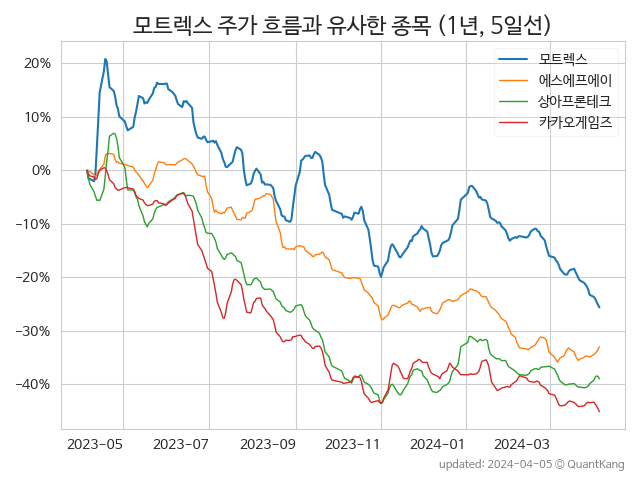 모트렉스 주가 흐름과 유사한 종목 (1년, 5일선)
모트렉스
에스에프에이
상아프론테크
카카오게임즈
20%
10%
0%
−10%
−20%
−30%
−40%
2023-05 2023-07 2023-09 2023-11 2024-01 2024-03
updated: 2024-04-05 © QuantKang